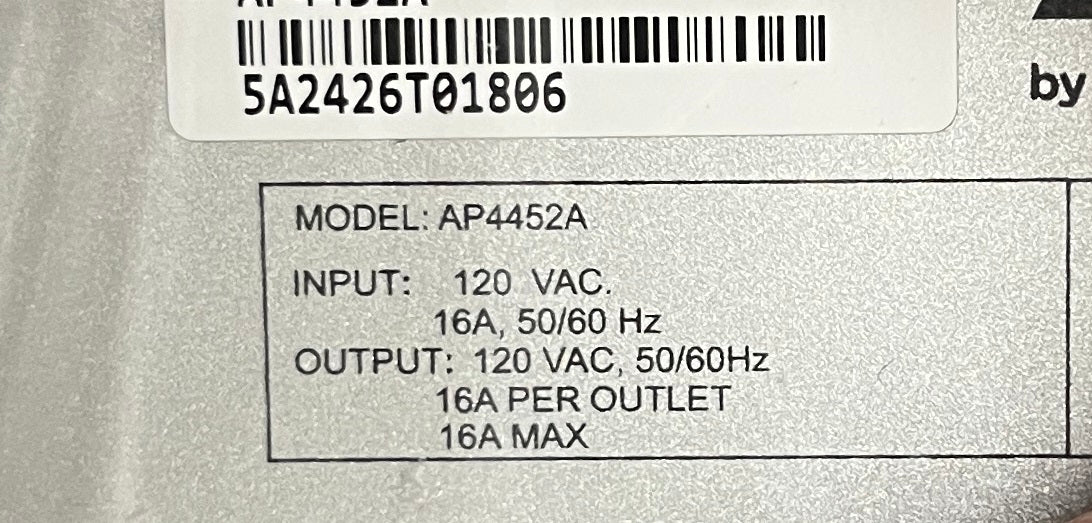 AP4452A
5A2426T01806
by
MODEL: AP4452A
INPUT: 120 VAC.
16A, 50/60 Hz
OUTPUT: 120 VAC, 50/60Hz
16A PER OUTLET
16A MAX